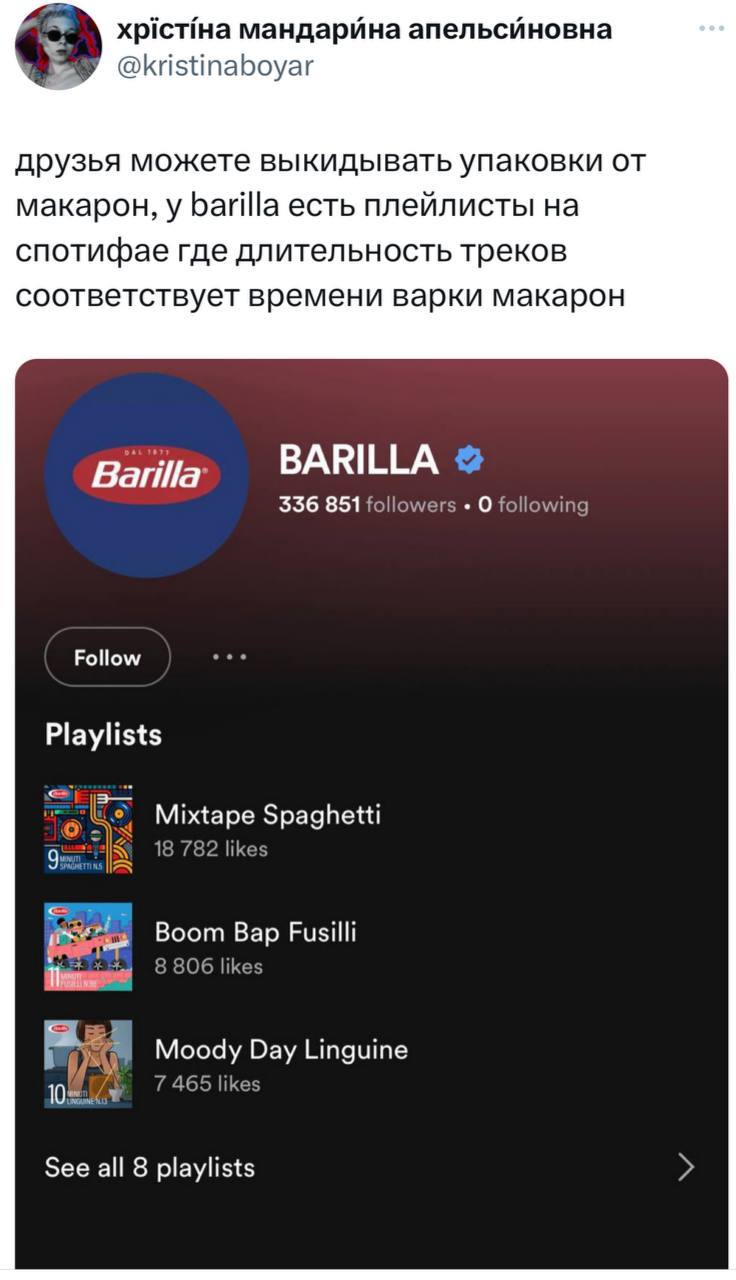 хрїстíна мандари́на апельси́новна
@kristinaboyar
друзья можете выкидывать упаковки от
макарон, у barilla есть плейлисты на
спотифае где длительность треков
соответствует времени варки макарон
DAL 1877
Barilla®
BARILLA
336 851 followers • 0 following
Follow
Playlists
Barilla
9 MINUTI
SPAGHETTI N.5
Mixtape Spaghetti
18 782 likes
Barilla
11 MINUTI
Boom Bap Fusilli
8 806 likes
Barilla
10 MINUTI
LINGUINE N.13
Moody Day Linguine
7 465 likes
See all 8 playlists